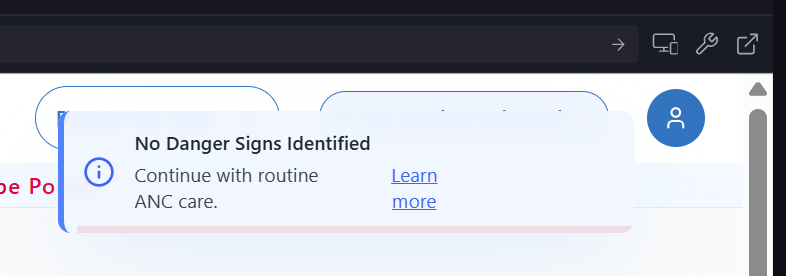 No Danger Signs Identified
Continue with routine
ANC care.
Learn
more
Po